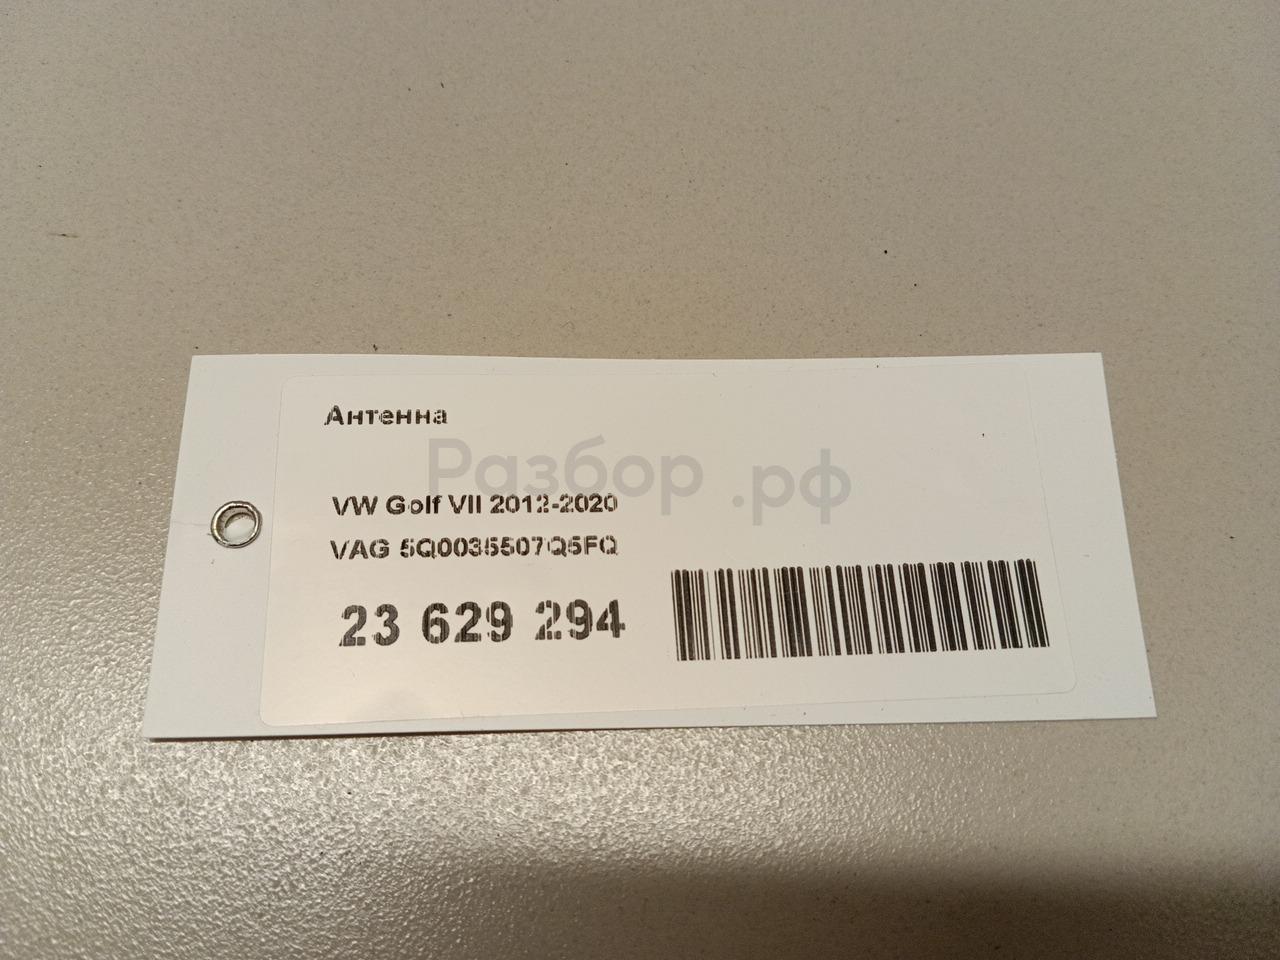 Антенна
Разбор.рф
VW Golf VII 2012-2020
VAG 5Q0035507Q5FQ
23 629 294